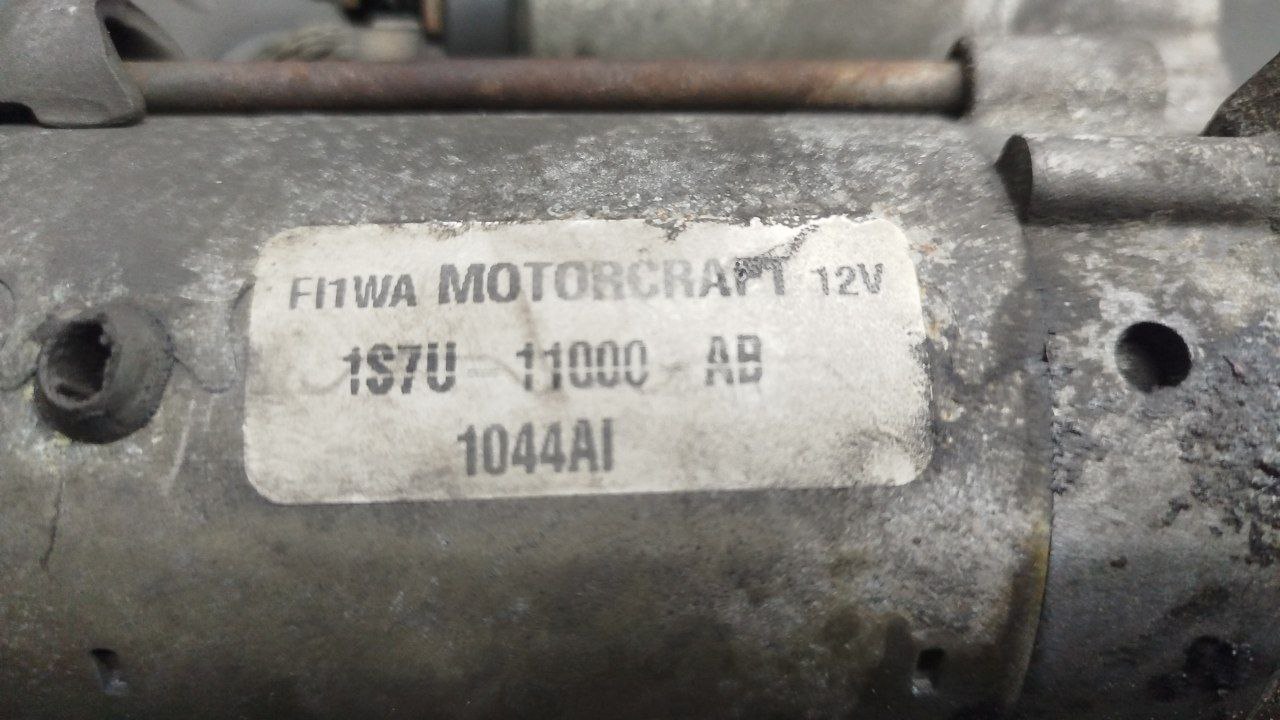 FI1WA MOTORCRAFT 12V
1S7U - 11000 AB
1044AI